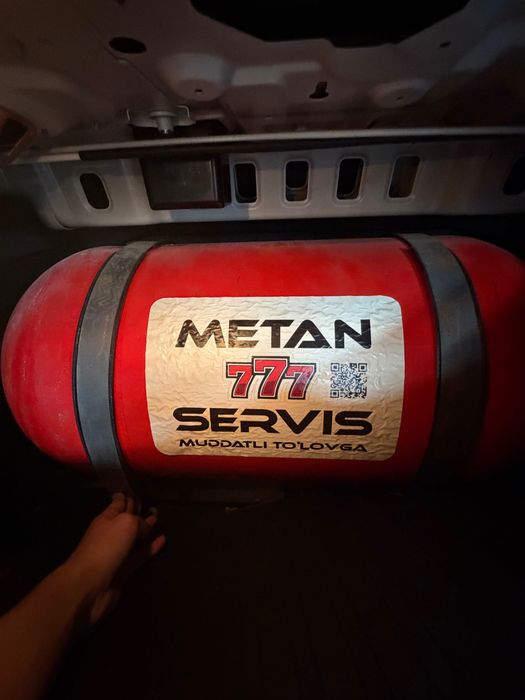 METAN
777
SERVIS
MUDDATLI TO'LOVGA